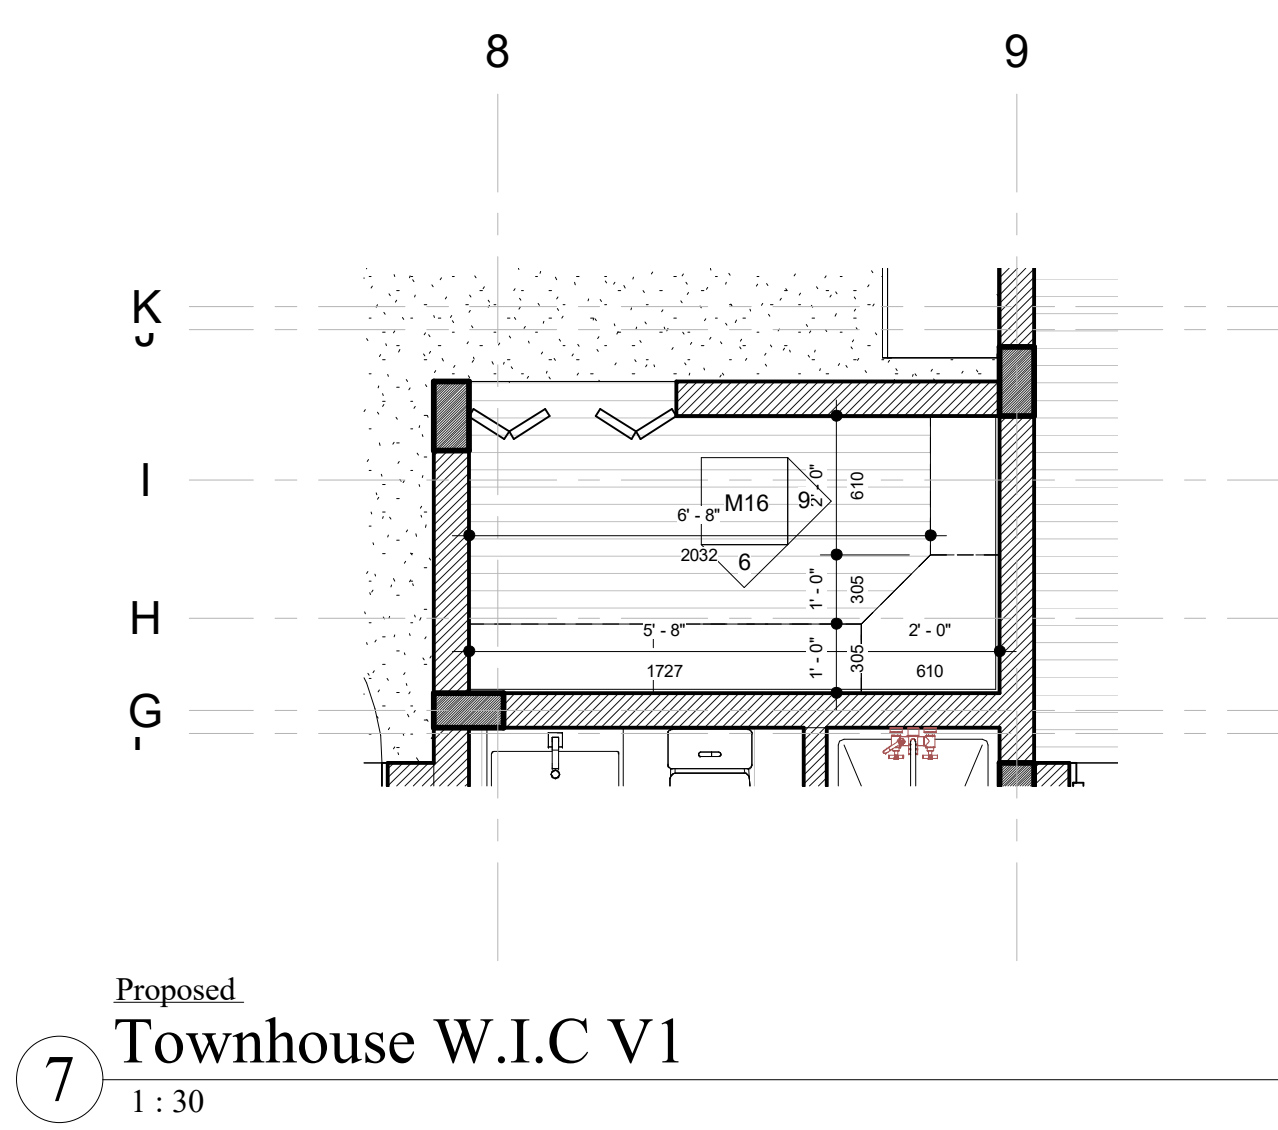 8
9
K
J
I
2' - 0"
610
M16
9
6' - 8"
2032
6
1' - 0"
305
H
5' - 8"
2' - 0"
1' - 0"
305
1727
610
G
Proposed
Townhouse W.I.C V1
7
1 : 30